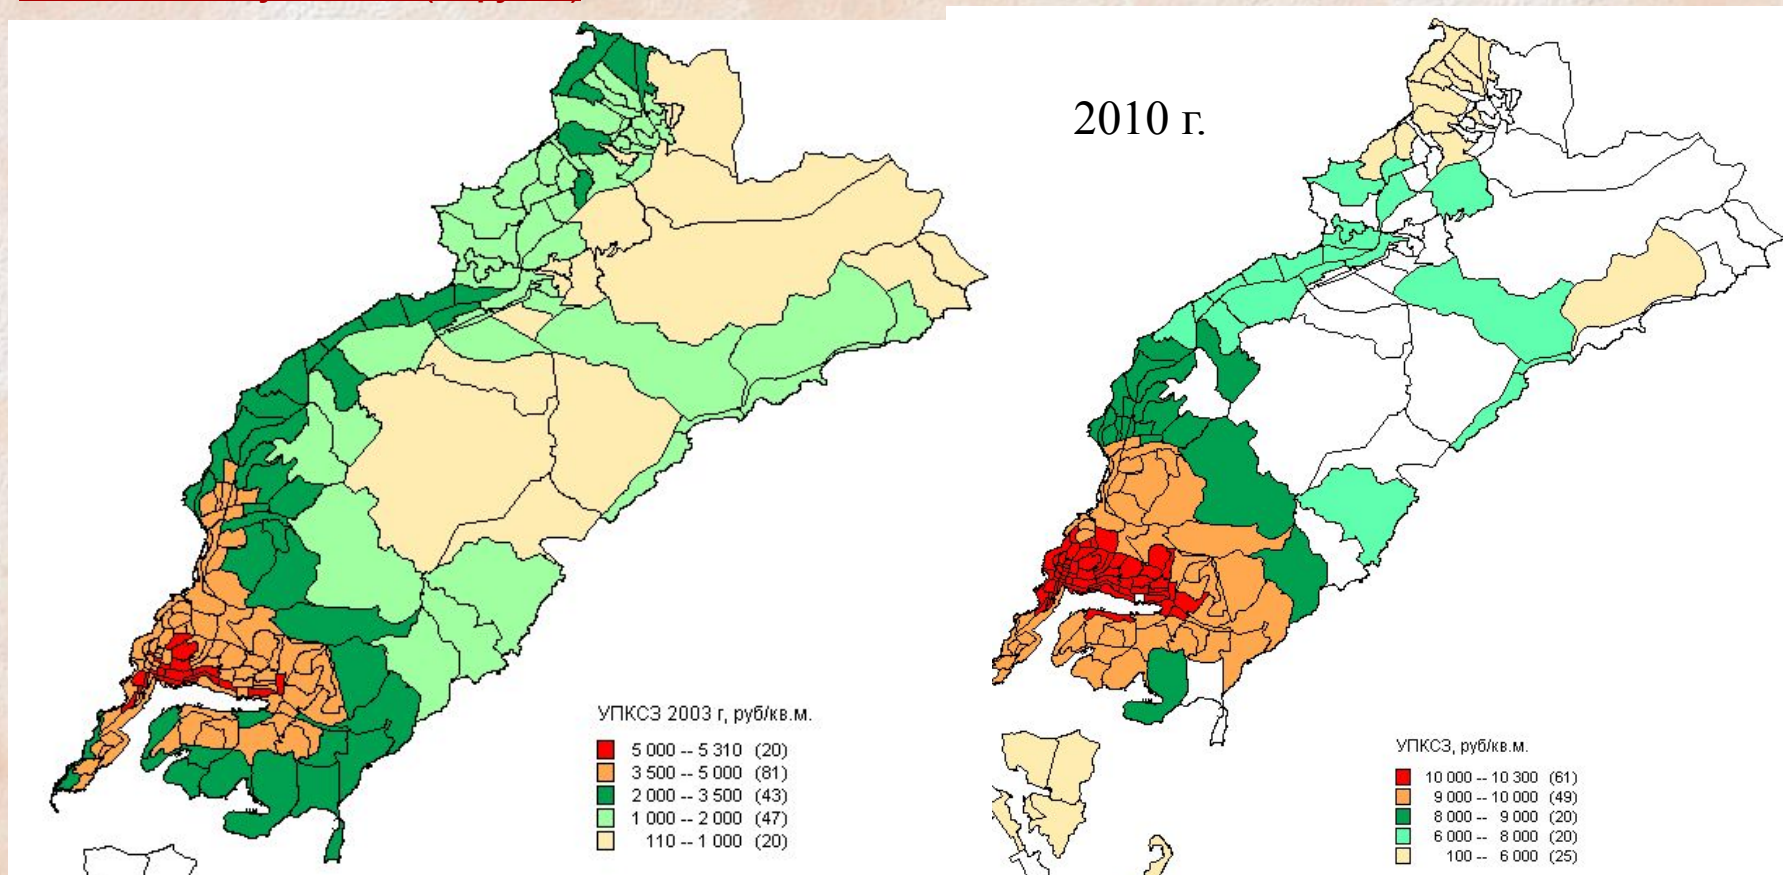 2010 г.
УПКСЗ 2003 г, руб/кв.м.
5 000 -- 5 310 (20)
3 500 -- 5 000 (81)
2 000 -- 3 500 (43)
1 000 -- 2 000 (47)
110 -- 1 000 (20)
УПКСЗ, руб/кв.м.
10 000 -- 10 300 (61)
9 000 -- 10 000 (49)
8 000 -- 9 000 (20)
6 000 -- 8 000 (20)
100 -- 6 000 (25)